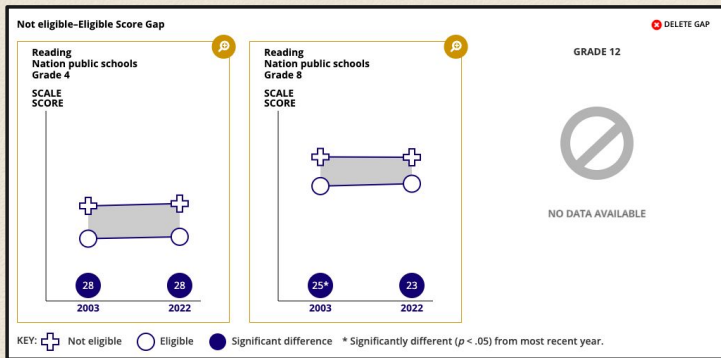 Not eligible–Eligible Score Gap
DELETE GAP
Reading
Nation public schools
Grade 4
SCALE
SCORE
28
28
2003
2022
Reading
Nation public schools
Grade 8
SCALE
SCORE
25*
23
2003
2022
GRADE 12
NO DATA AVAILABLE
KEY: Not eligible Eligible Significant difference * Significantly different (p < .05) from most recent year.